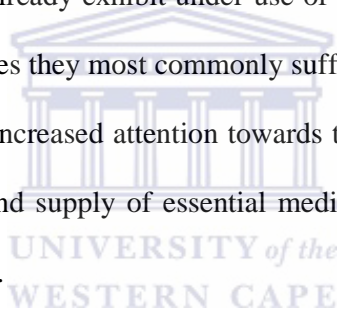 already exhibit under use of
es they most commonly suff
ncreased attention towards t
nd supply of essential medi
UNIVERSITY of the
.
WESTERN CAPE